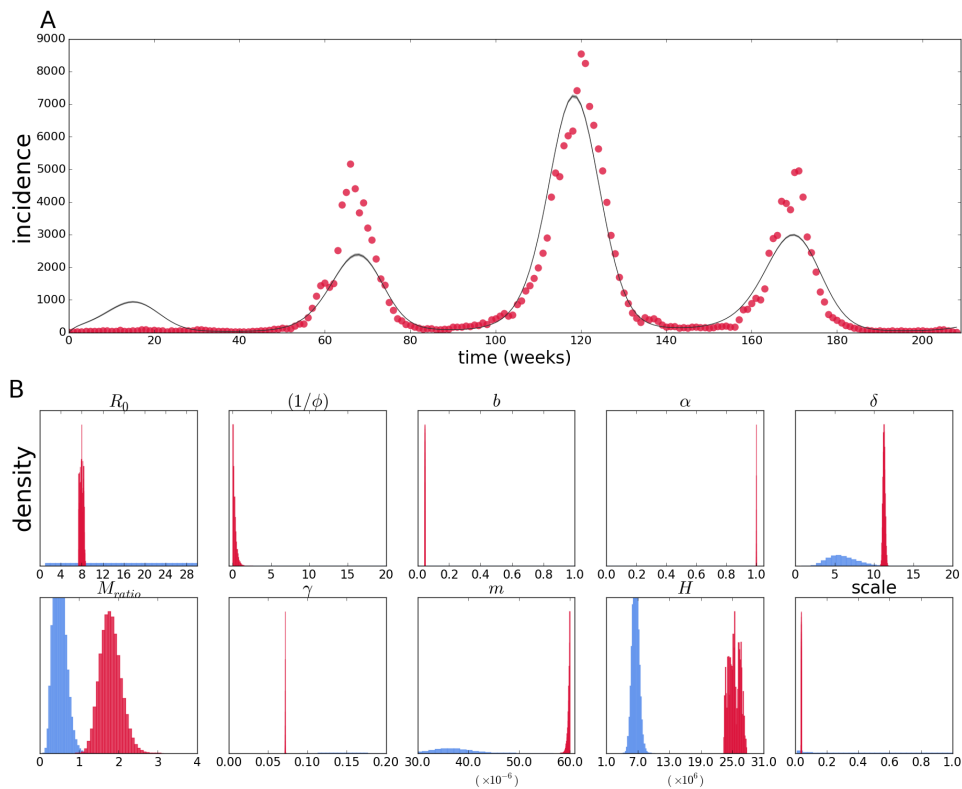 A
9000
8000
7000
6000
5000
4000
3000
2000
1000
0
incidence
0 20 40 60 80 100 120 140 160 180 200
time (weeks)
B
R₀ (1/ϕ) b α δ
density
0 4 8 12 16 20 24 28 0 5 10 15 20 0.0 0.2 0.4 0.6 0.8 1.0 0.0 0.2 0.4 0.6 0.8 1.0 0 5 10 15 20
M_ratio γ m H scale
0 1 2 3 4 0.00 0.05 0.10 0.15 0.20 30.0 40.0 50.0 60.0 1.0 7.0 13.0 19.0 25.0 31.0 0.0 0.2 0.4 0.6 0.8 1.0
(×10⁻⁶) (×10⁶)